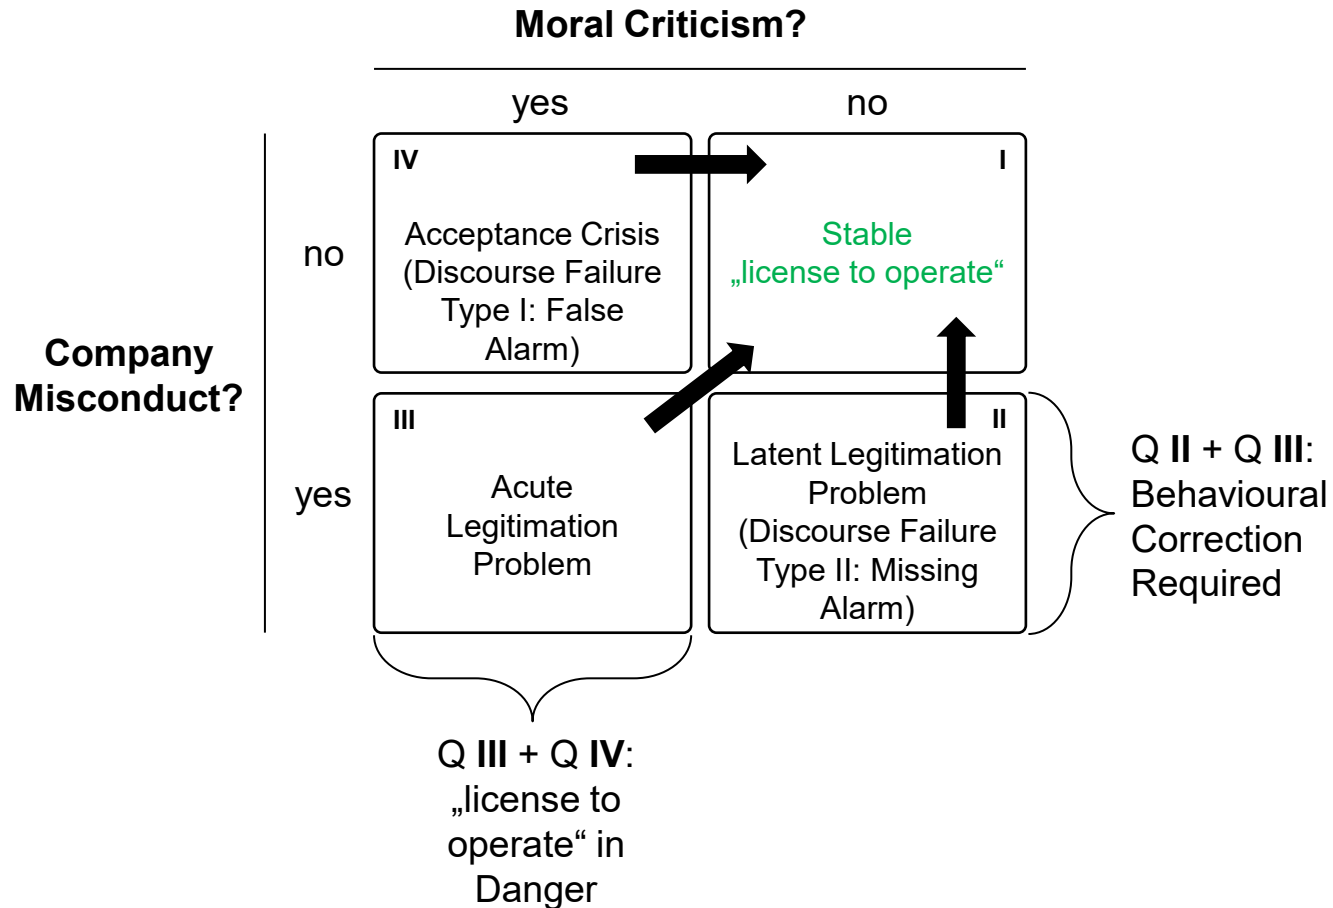 Moral Criticism?
yes
no
IV
I
no
Acceptance Crisis
(Discourse Failure
Type I: False
Alarm)
Stable
„license to operate“
Company
Misconduct?
III
II
yes
Acute
Legitimation
Problem
Latent Legitimation
Problem
(Discourse Failure
Type II: Missing
Alarm)
Q II + Q III:
Behavioural
Correction
Required
Q III + Q IV:
„license to
operate“ in
Danger